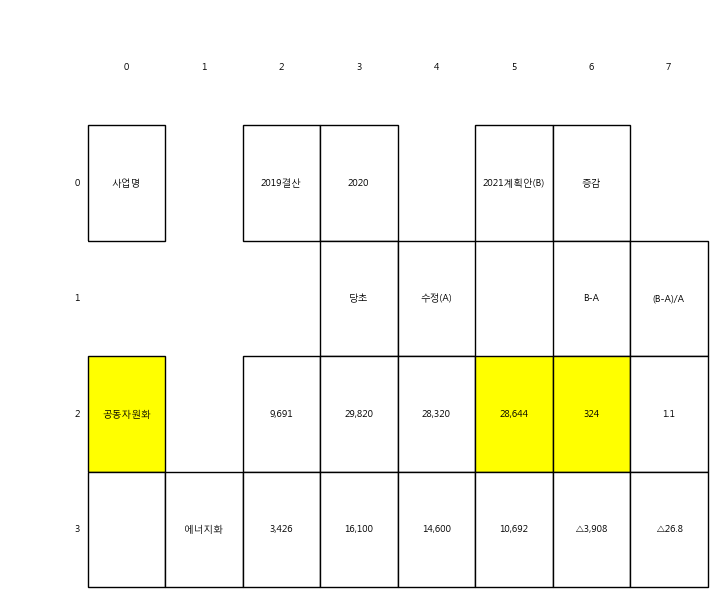 0 1 2 3 4 5 6 7
0 사업명 2019결산 2020 2021계획안(B) 증감
1 당초 수정(A) B-A (B-A)/A
2 공동자원화 9,691 29,820 28,320 28,644 324 1.1
3 에너지화 3,426 16,100 14,600 10,692 △3,908 △26.8